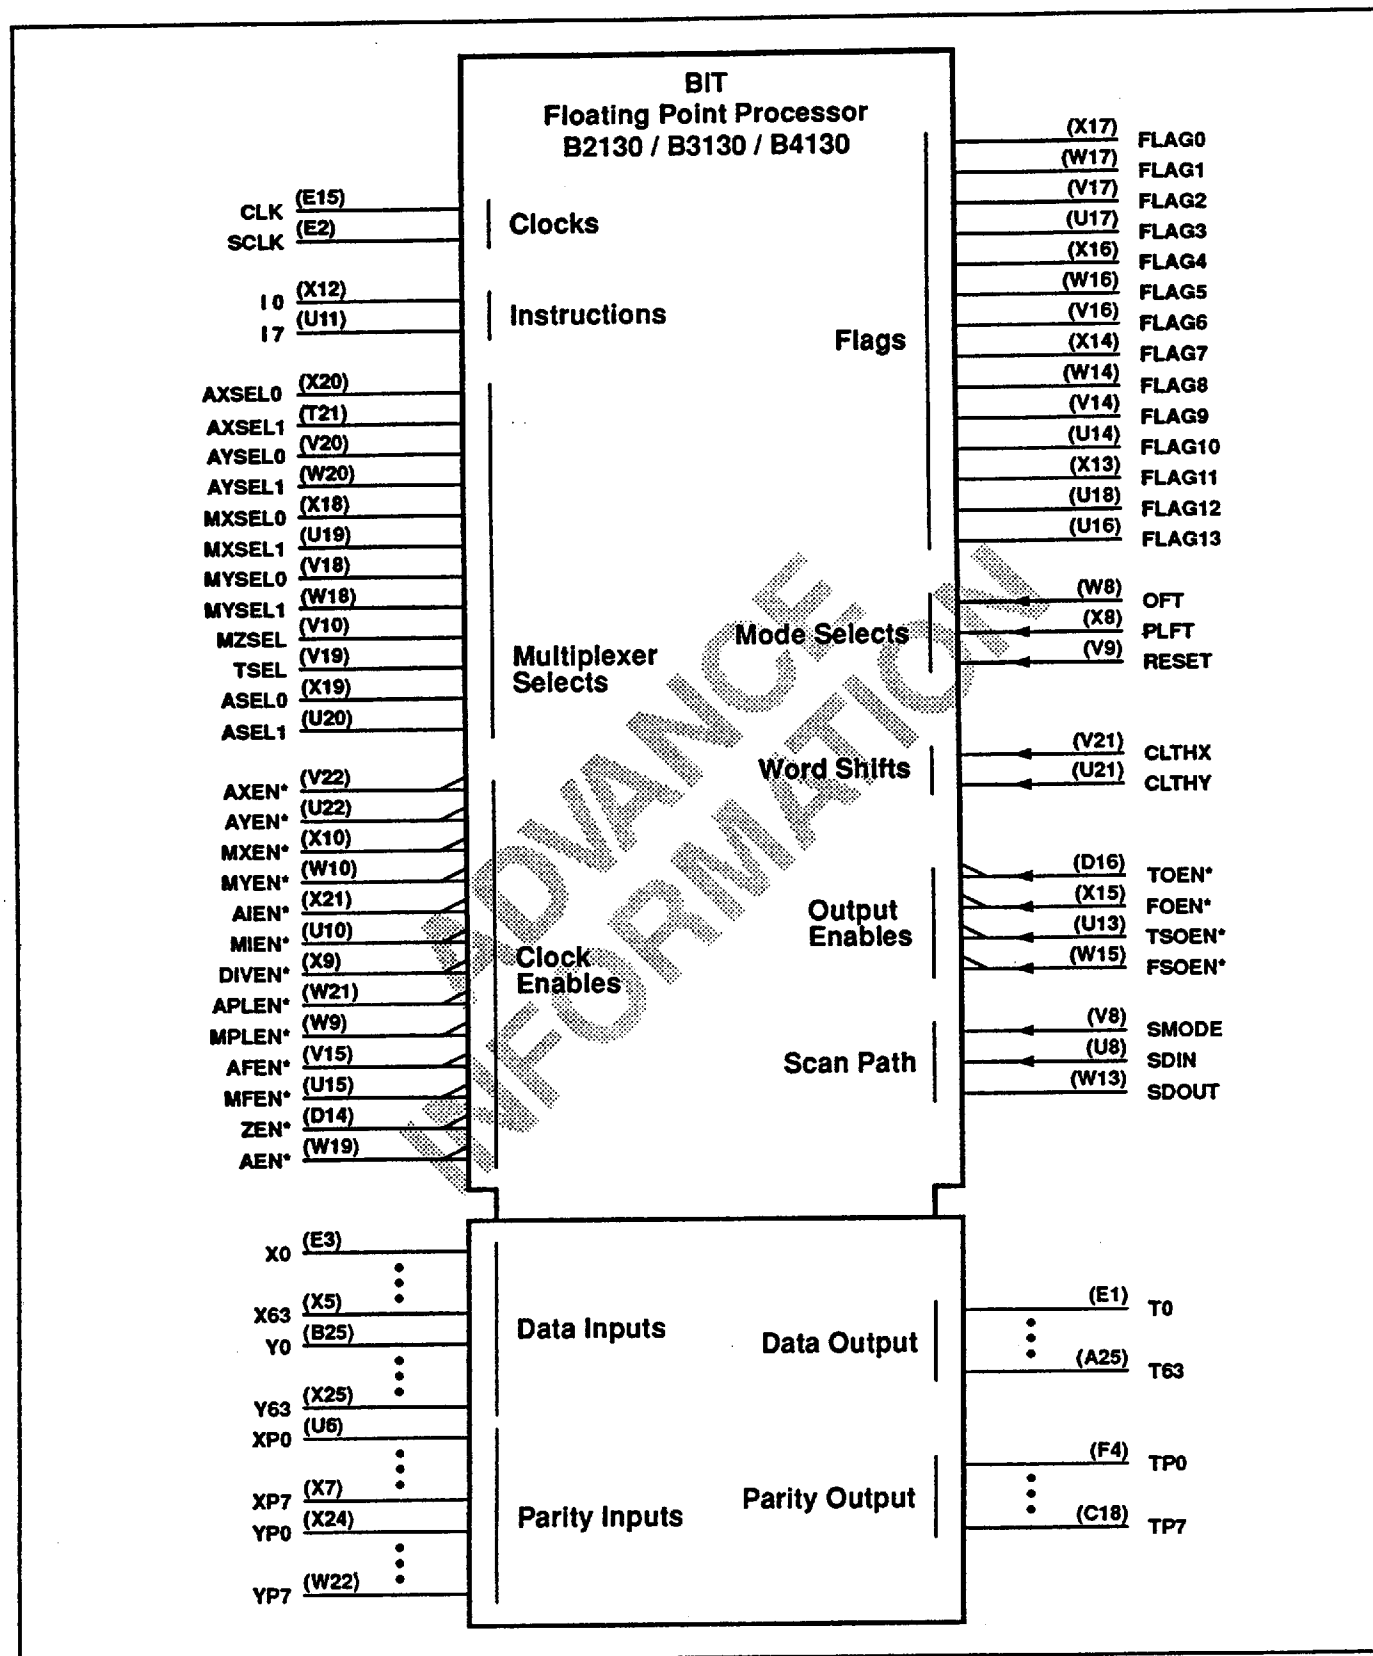 BIT
Floating Point Processor
B2130 / B3130 / B4130
CLK (E15)
SCLK (E2)
Clocks
I0 (X12)
I7 (U11)
Instructions
AXSEL0 (X20)
AXSEL1 (T21)
AYSEL0 (V20)
AYSEL1 (W20)
MXSEL0 (X18)
MXSEL1 (U19)
MYSEL0 (V18)
MYSEL1 (W18)
MZSEL (V10)
TSEL (V19)
ASEL0 (X19)
ASEL1 (U20)
Multiplexer
Selects
AXEN* (V22)
AYEN* (U22)
MXEN* (X10)
MYEN* (W10)
AIEN* (X21)
MIEN* (U10)
DIVEN* (X9)
APLEN* (W21)
MPLEN* (W9)
AFEN* (V15)
MFEN* (U15)
ZEN* (D14)
AEN* (W19)
Clock
Enables
Flags
(X17) FLAG0
(W17) FLAG1
(V17) FLAG2
(U17) FLAG3
(X16) FLAG4
(W16) FLAG5
(V16) FLAG6
(X14) FLAG7
(W14) FLAG8
(V14) FLAG9
(U14) FLAG10
(X13) FLAG11
(U18) FLAG12
(U16) FLAG13
Mode Selects
(W8) OFT
(X8) PLFT
(V9) RESET
Word Shifts
(V21) CLTHX
(U21) CLTHY
Output
Enables
(D16) TOEN*
(X15) FOEN*
(U13) TSOEN*
(W15) FSOEN*
Scan Path
(V8) SMODE
(U8) SDIN
(W13) SDOUT
ADVANCE
INFORMATION
X0 (E3)
X63 (X5)
Y0 (B25)
Y63 (X25)
Data Inputs
XP0 (U6)
XP7 (X7)
YP0 (X24)
YP7 (W22)
Parity Inputs
Data Output
(E1) T0
(A25) T63
Parity Output
(F4) TP0
(C18) TP7